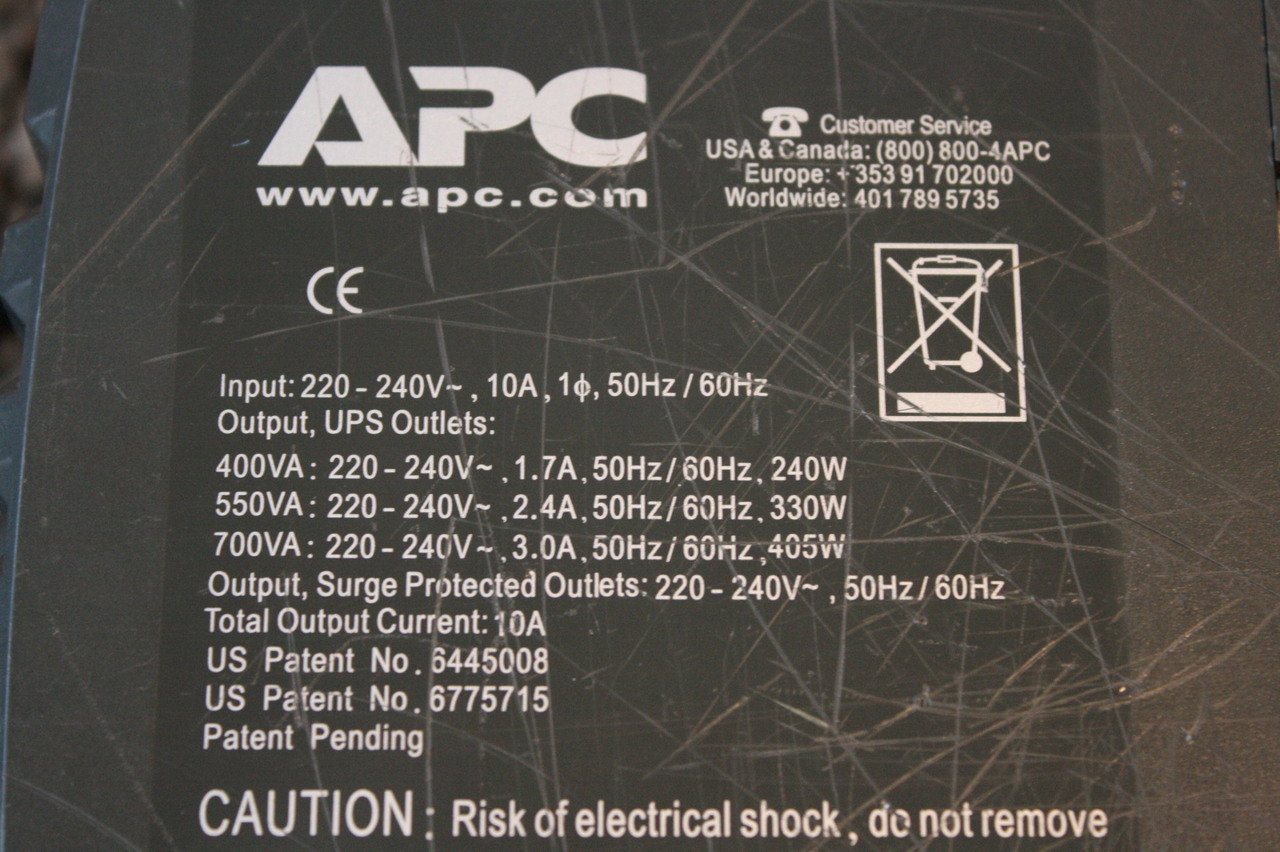 APC
www.apc.com
Customer Service
USA & Canada: (800) 800-4APC
Europe: + 353 91 702000
Worldwide: 401 789 5735
CE
Input: 220 - 240V~ , 10A , 1ϕ, 50Hz / 60Hz
Output, UPS Outlets:
400VA : 220 - 240V~ , 1.7A , 50Hz / 60Hz , 240W
550VA : 220 - 240V~ , 2.4A , 50Hz / 60Hz , 330W
700VA : 220 - 240V~ , 3.0A , 50Hz / 60Hz , 405W
Output, Surge Protected Outlets: 220 - 240V~ , 50Hz / 60Hz
Total Output Current: 10A
US Patent No. 6445008
US Patent No. 6775715
Patent Pending
CAUTION : Risk of electrical shock , do not remove